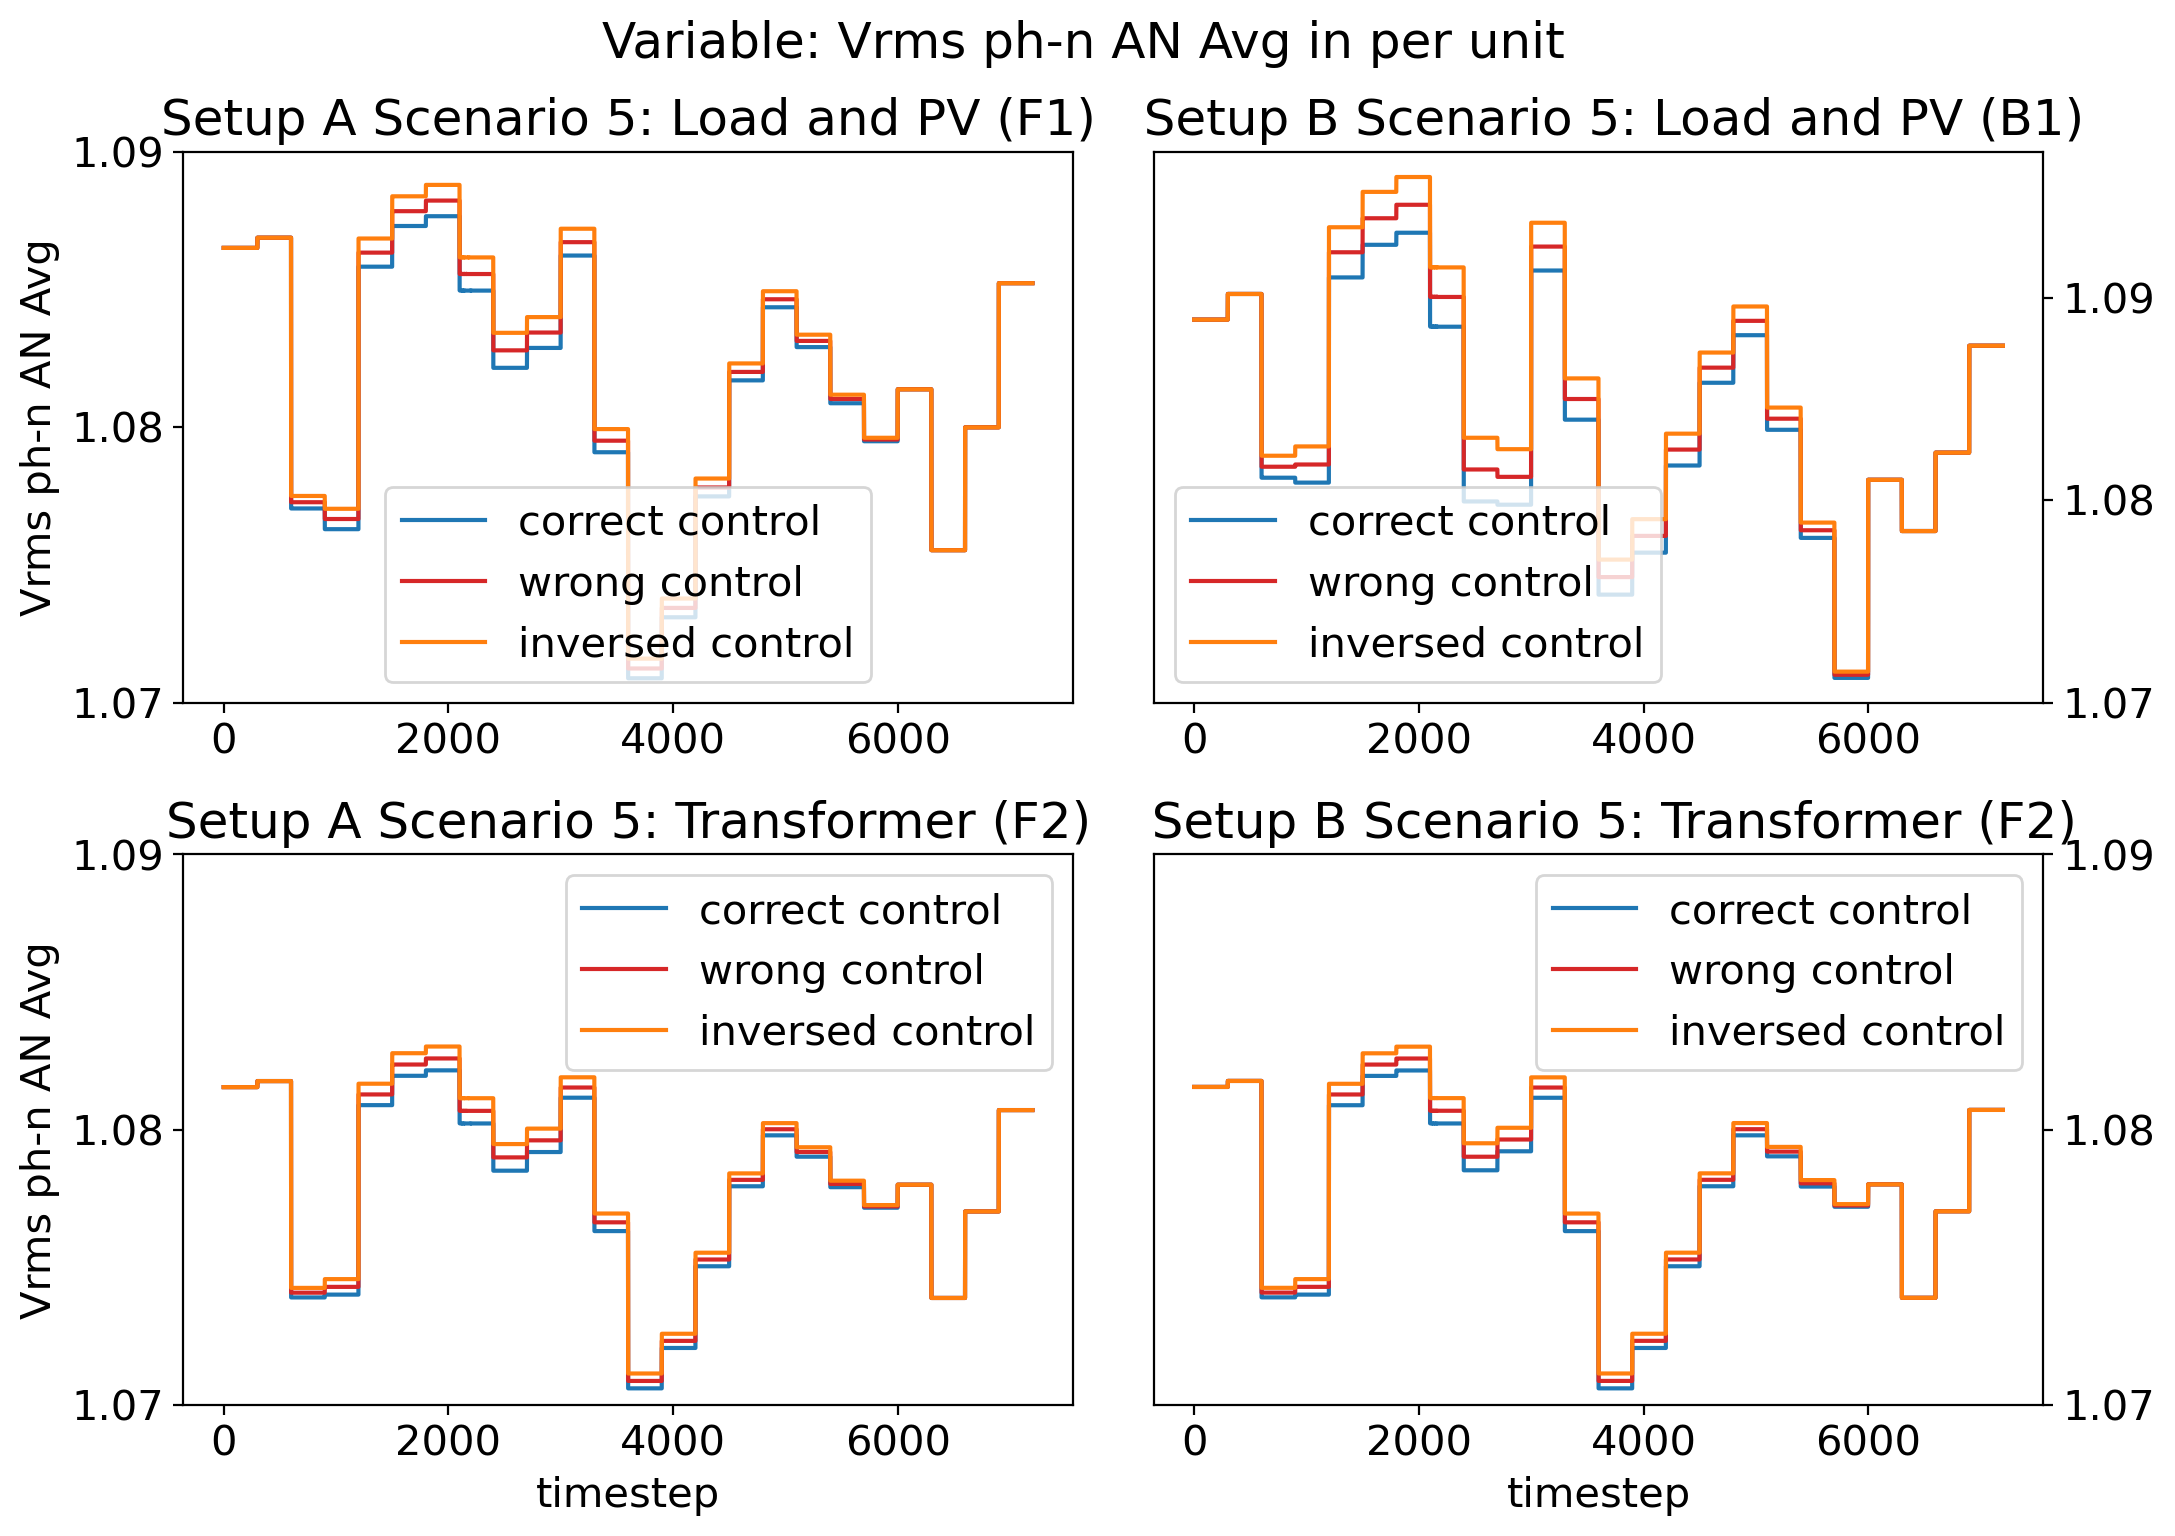 Variable: Vrms ph-n AN Avg in per unit
Setup A Scenario 5: Load and PV (F1)
Vrms ph-n AN Avg
1.09
1.08
1.07
correct control
wrong control
inversed control
0 2000 4000 6000
Setup B Scenario 5: Load and PV (B1)
1.09
1.08
1.07
correct control
wrong control
inversed control
0 2000 4000 6000
Setup A Scenario 5: Transformer (F2)
Vrms ph-n AN Avg
1.09
1.08
1.07
correct control
wrong control
inversed control
0 2000 4000 6000
timestep
Setup B Scenario 5: Transformer (F2)
1.09
1.08
1.07
correct control
wrong control
inversed control
0 2000 4000 6000
timestep